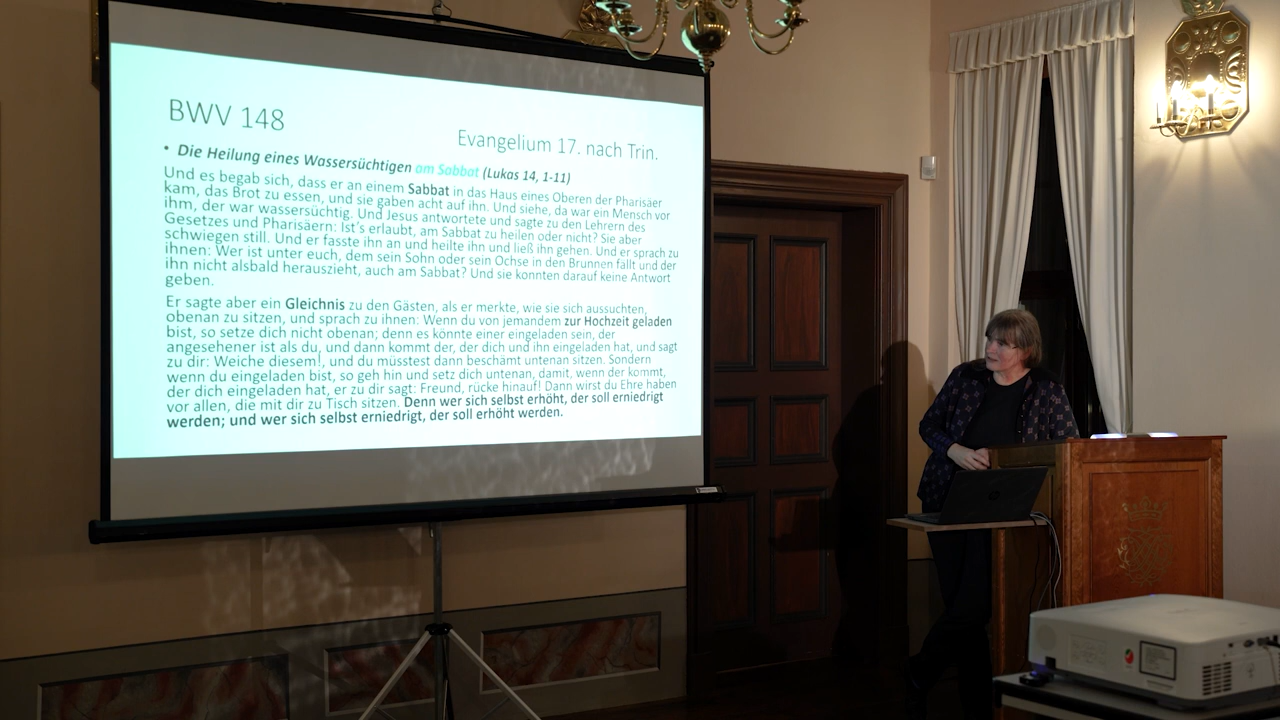 BWV 148
Evangelium 17. nach Trin.
• Die Heilung eines Wassersüchtigen am Sabbat (Lukas 14, 1-11)
Und es begab sich, dass er an einem Sabbat in das Haus eines Oberen der Pharisäer
kam, das Brot zu essen, und sie gaben acht auf ihn. Und siehe, da war ein Mensch vor
ihm, der war wassersüchtig. Und Jesus antwortete und sagte zu den Lehrern des
Gesetzes und Pharisäern: Ist´s erlaubt, am Sabbat zu heilen oder nicht? Sie aber
schwiegen still. Und er fasste ihn an und heilte ihn und ließ ihn gehen. Und er sprach zu
ihnen: Wer ist unter euch, dem sein Sohn oder sein Ochse in den Brunnen fällt und der
ihn nicht alsbald herauszieht, auch am Sabbat? Und sie konnten darauf keine Antwort
geben.
Er sagte aber ein Gleichnis zu den Gästen, als er merkte, wie sie sich aussuchten,
obenan zu sitzen, und sprach zu ihnen: Wenn du von jemandem zur Hochzeit geladen
bist, so setze dich nicht obenan; denn es könnte einer eingeladen sein, der
angesehener ist als du, und dann kommt der, der dich und ihn eingeladen hat, und sagt
zu dir: Weiche diesem!, und du müsstest dann beschämt untenan sitzen. Sondern
wenn du eingeladen bist, so geh hin und setz dich untenan, damit, wenn der kommt,
der dich eingeladen hat, er zu dir sagt: Freund, rücke hinauf! Dann wirst du Ehre haben
vor allen, die mit dir zu Tisch sitzen. Denn wer sich selbst erhöht, der soll erniedrigt
werden; und wer sich selbst erniedrigt, der soll erhöht werden.